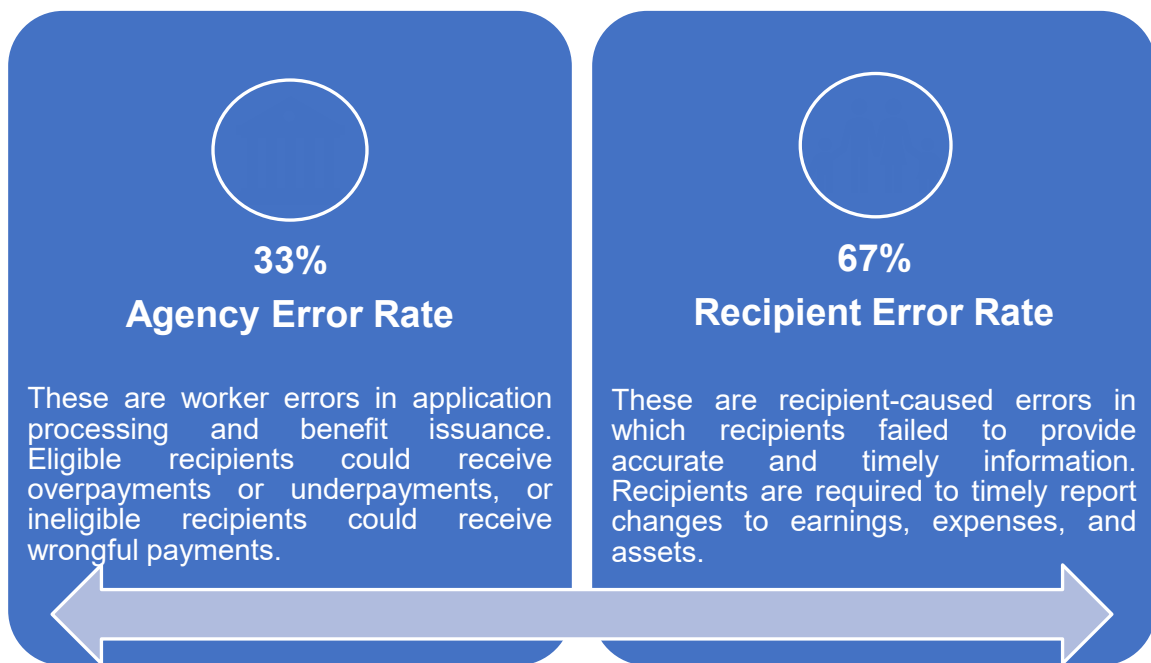 33%
Agency Error Rate
These are worker errors in application
processing and benefit issuance.
Eligible recipients could receive
overpayments or underpayments, or
ineligible recipients could receive
wrongful payments.
67%
Recipient Error Rate
These are recipient-caused errors in
which recipients failed to provide
accurate and timely information.
Recipients are required to timely report
changes to earnings, expenses, and
assets.